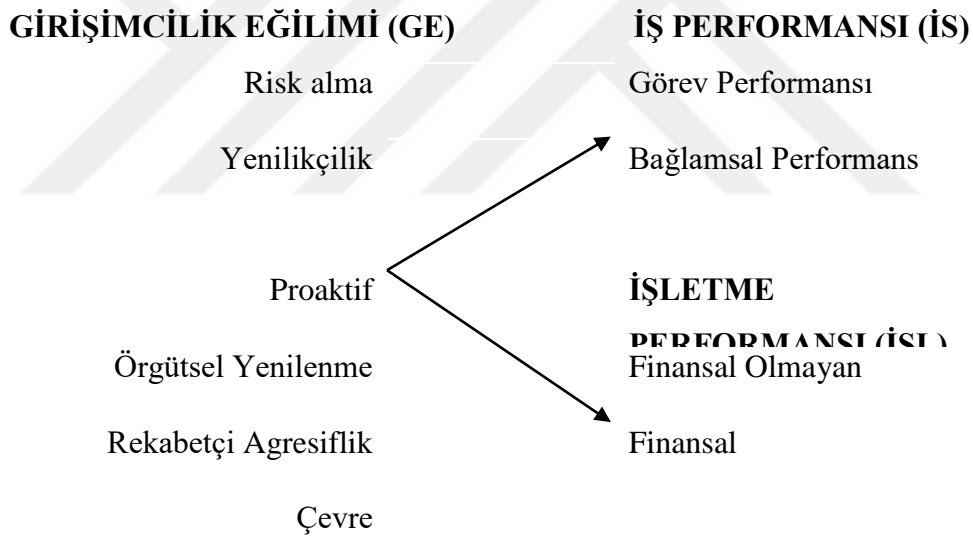 GİRİŞİMCİLİK EĞİLİMİ (GE)
Risk alma
Yenilikçilik
Proaktif
Örgütsel Yenilenme
Rekabetçi Agresiflik
Çevre
İŞ PERFORMANSI (İS)
Görev Performansı
Bağlamsal Performans
İŞLETME
PERFORMANSI (İSL)
Finansal Olmayan
Finansal